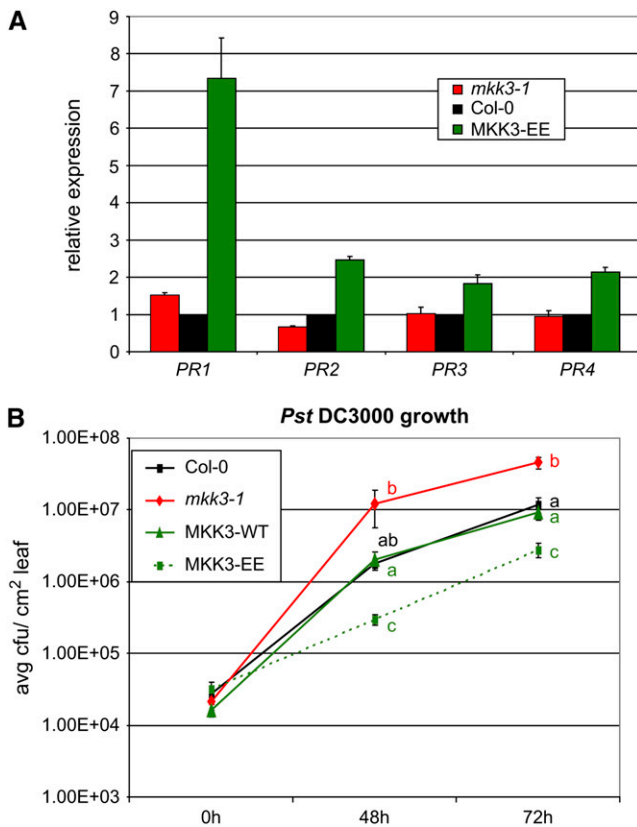 A
9
8
7
6
5
4
3
2
1
0
relative expression
mkk3-1
Col-0
MKK3-EE
PR1 PR2 PR3 PR4
B
Pst DC3000 growth
1.00E+08
1.00E+07
1.00E+06
1.00E+05
1.00E+04
1.00E+03
avg cfu/ cm2 leaf
Col-0
mkk3-1
MKK3-WT
MKK3-EE
b
ab
a
c
b
a
a
c
0h 48h 72h